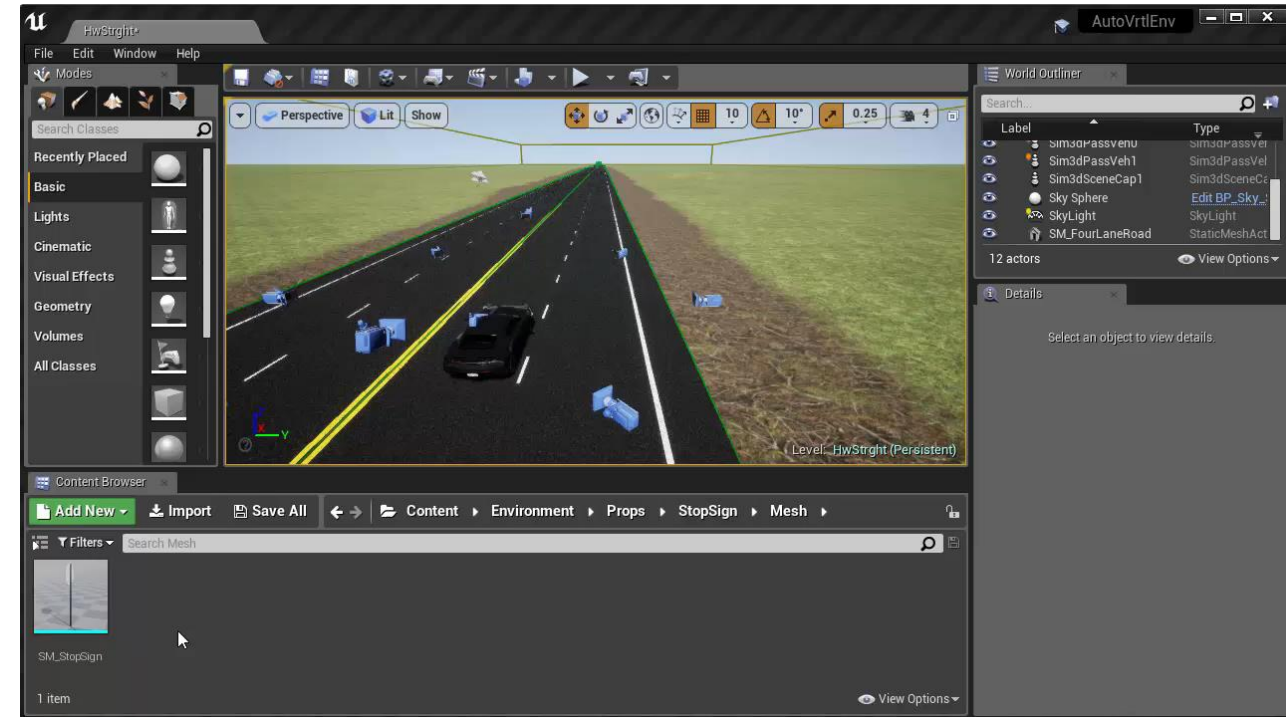 HwStrght*
AutoVrtlEnv
File Edit Window Help
Modes
Search Classes
Recently Placed
Basic
Lights
Cinematic
Visual Effects
Geometry
Volumes
All Classes
Perspective Lit Show 10 10° 0.25 4
Y
Level: HwStrght (Persistent)
World Outliner
Search...
Label Type
Sim3dPassVeh0 Sim3dPassVel
Sim3dPassVeh1 Sim3dPassVel
Sim3dSceneCap1 Sim3dSceneCa
Sky Sphere Edit BP_Sky_S
SkyLight SkyLight
SM_FourLaneRoad StaticMeshAct
12 actors View Options
Details
Select an object to view details.
Content Browser
Add New Import Save All Content Environment Props StopSign Mesh
Filters Search Mesh
SM_StopSign
1 item View Options